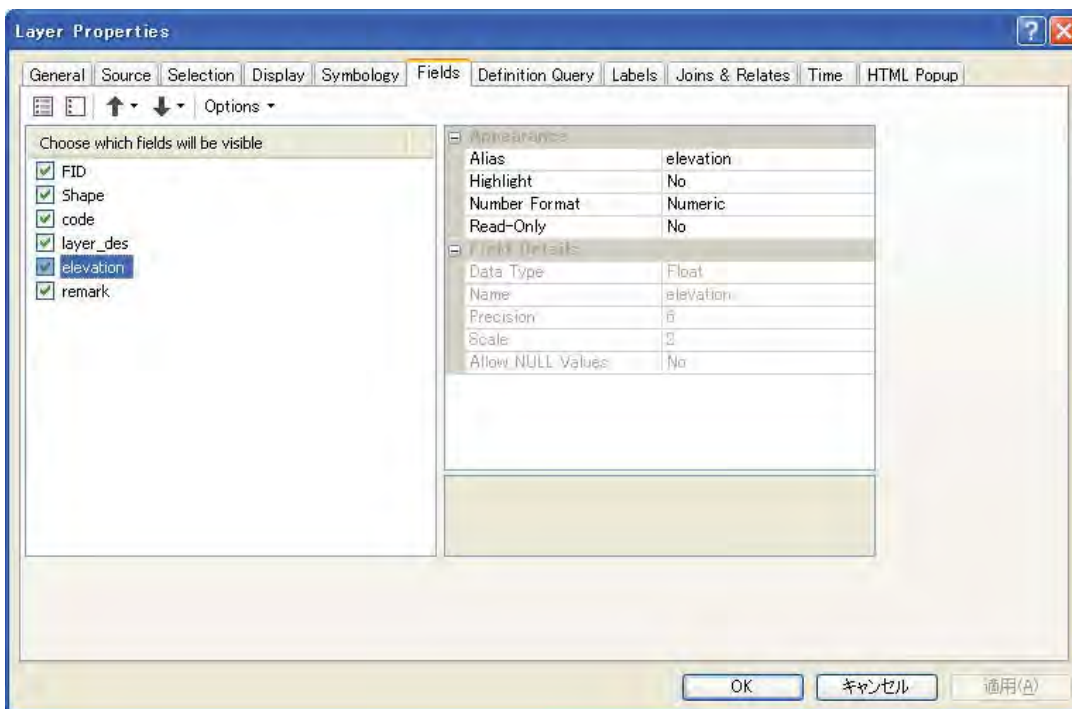 Layer Properties
General Source Selection Display Symbology Fields Definition Query Labels Joins & Relates Time HTML Popup
Options
Choose which fields will be visible
FID
Shape
code
layer_des
elevation
remark
Appearance
Alias elevation
Highlight No
Number Format Numeric
Read-Only No
Field Details
Data Type Float
Name elevation
Precision 6
Scale 2
Allow NULL Values No
OK キャンセル 適用(A)